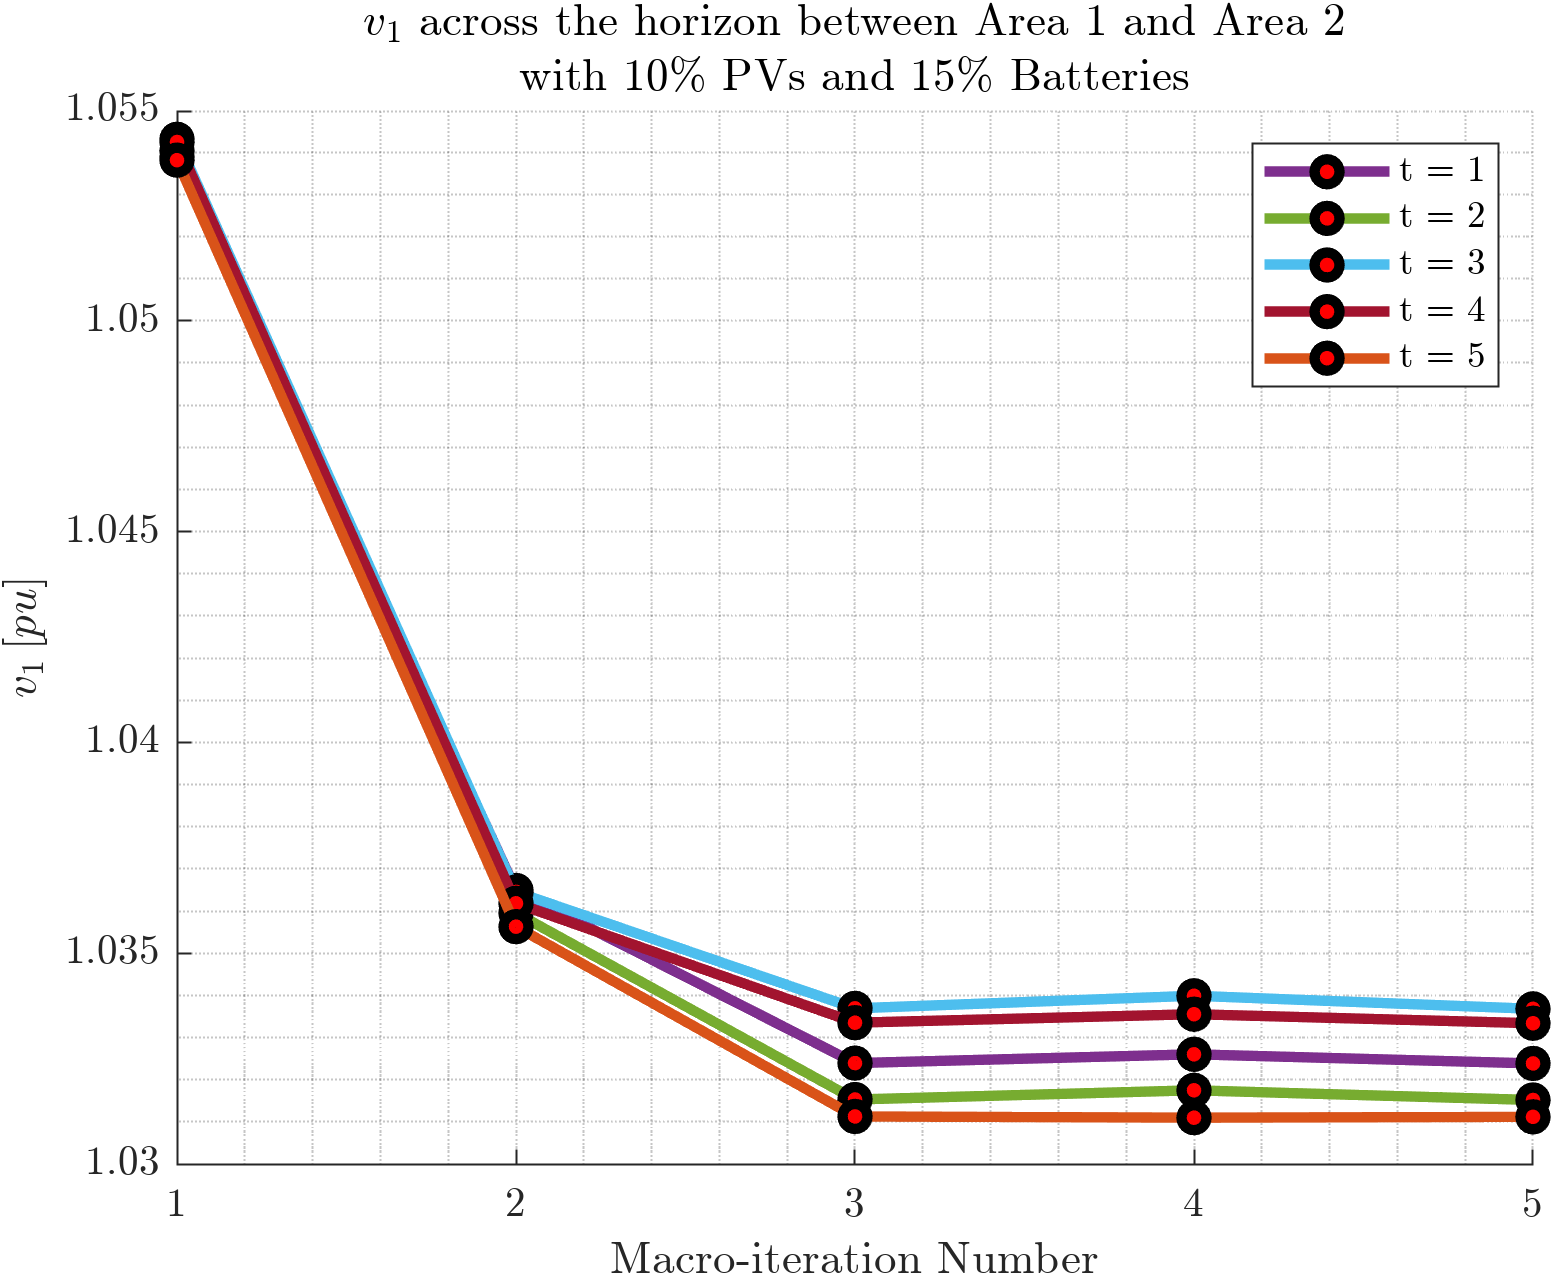 v₁ across the horizon between Area 1 and Area 2
with 10% PVs and 15% Batteries
1.055
1.05
1.045
1.04
1.035
1.03
v₁ [pu]
t = 1
t = 2
t = 3
t = 4
t = 5
1 2 3 4 5
Macro-iteration Number